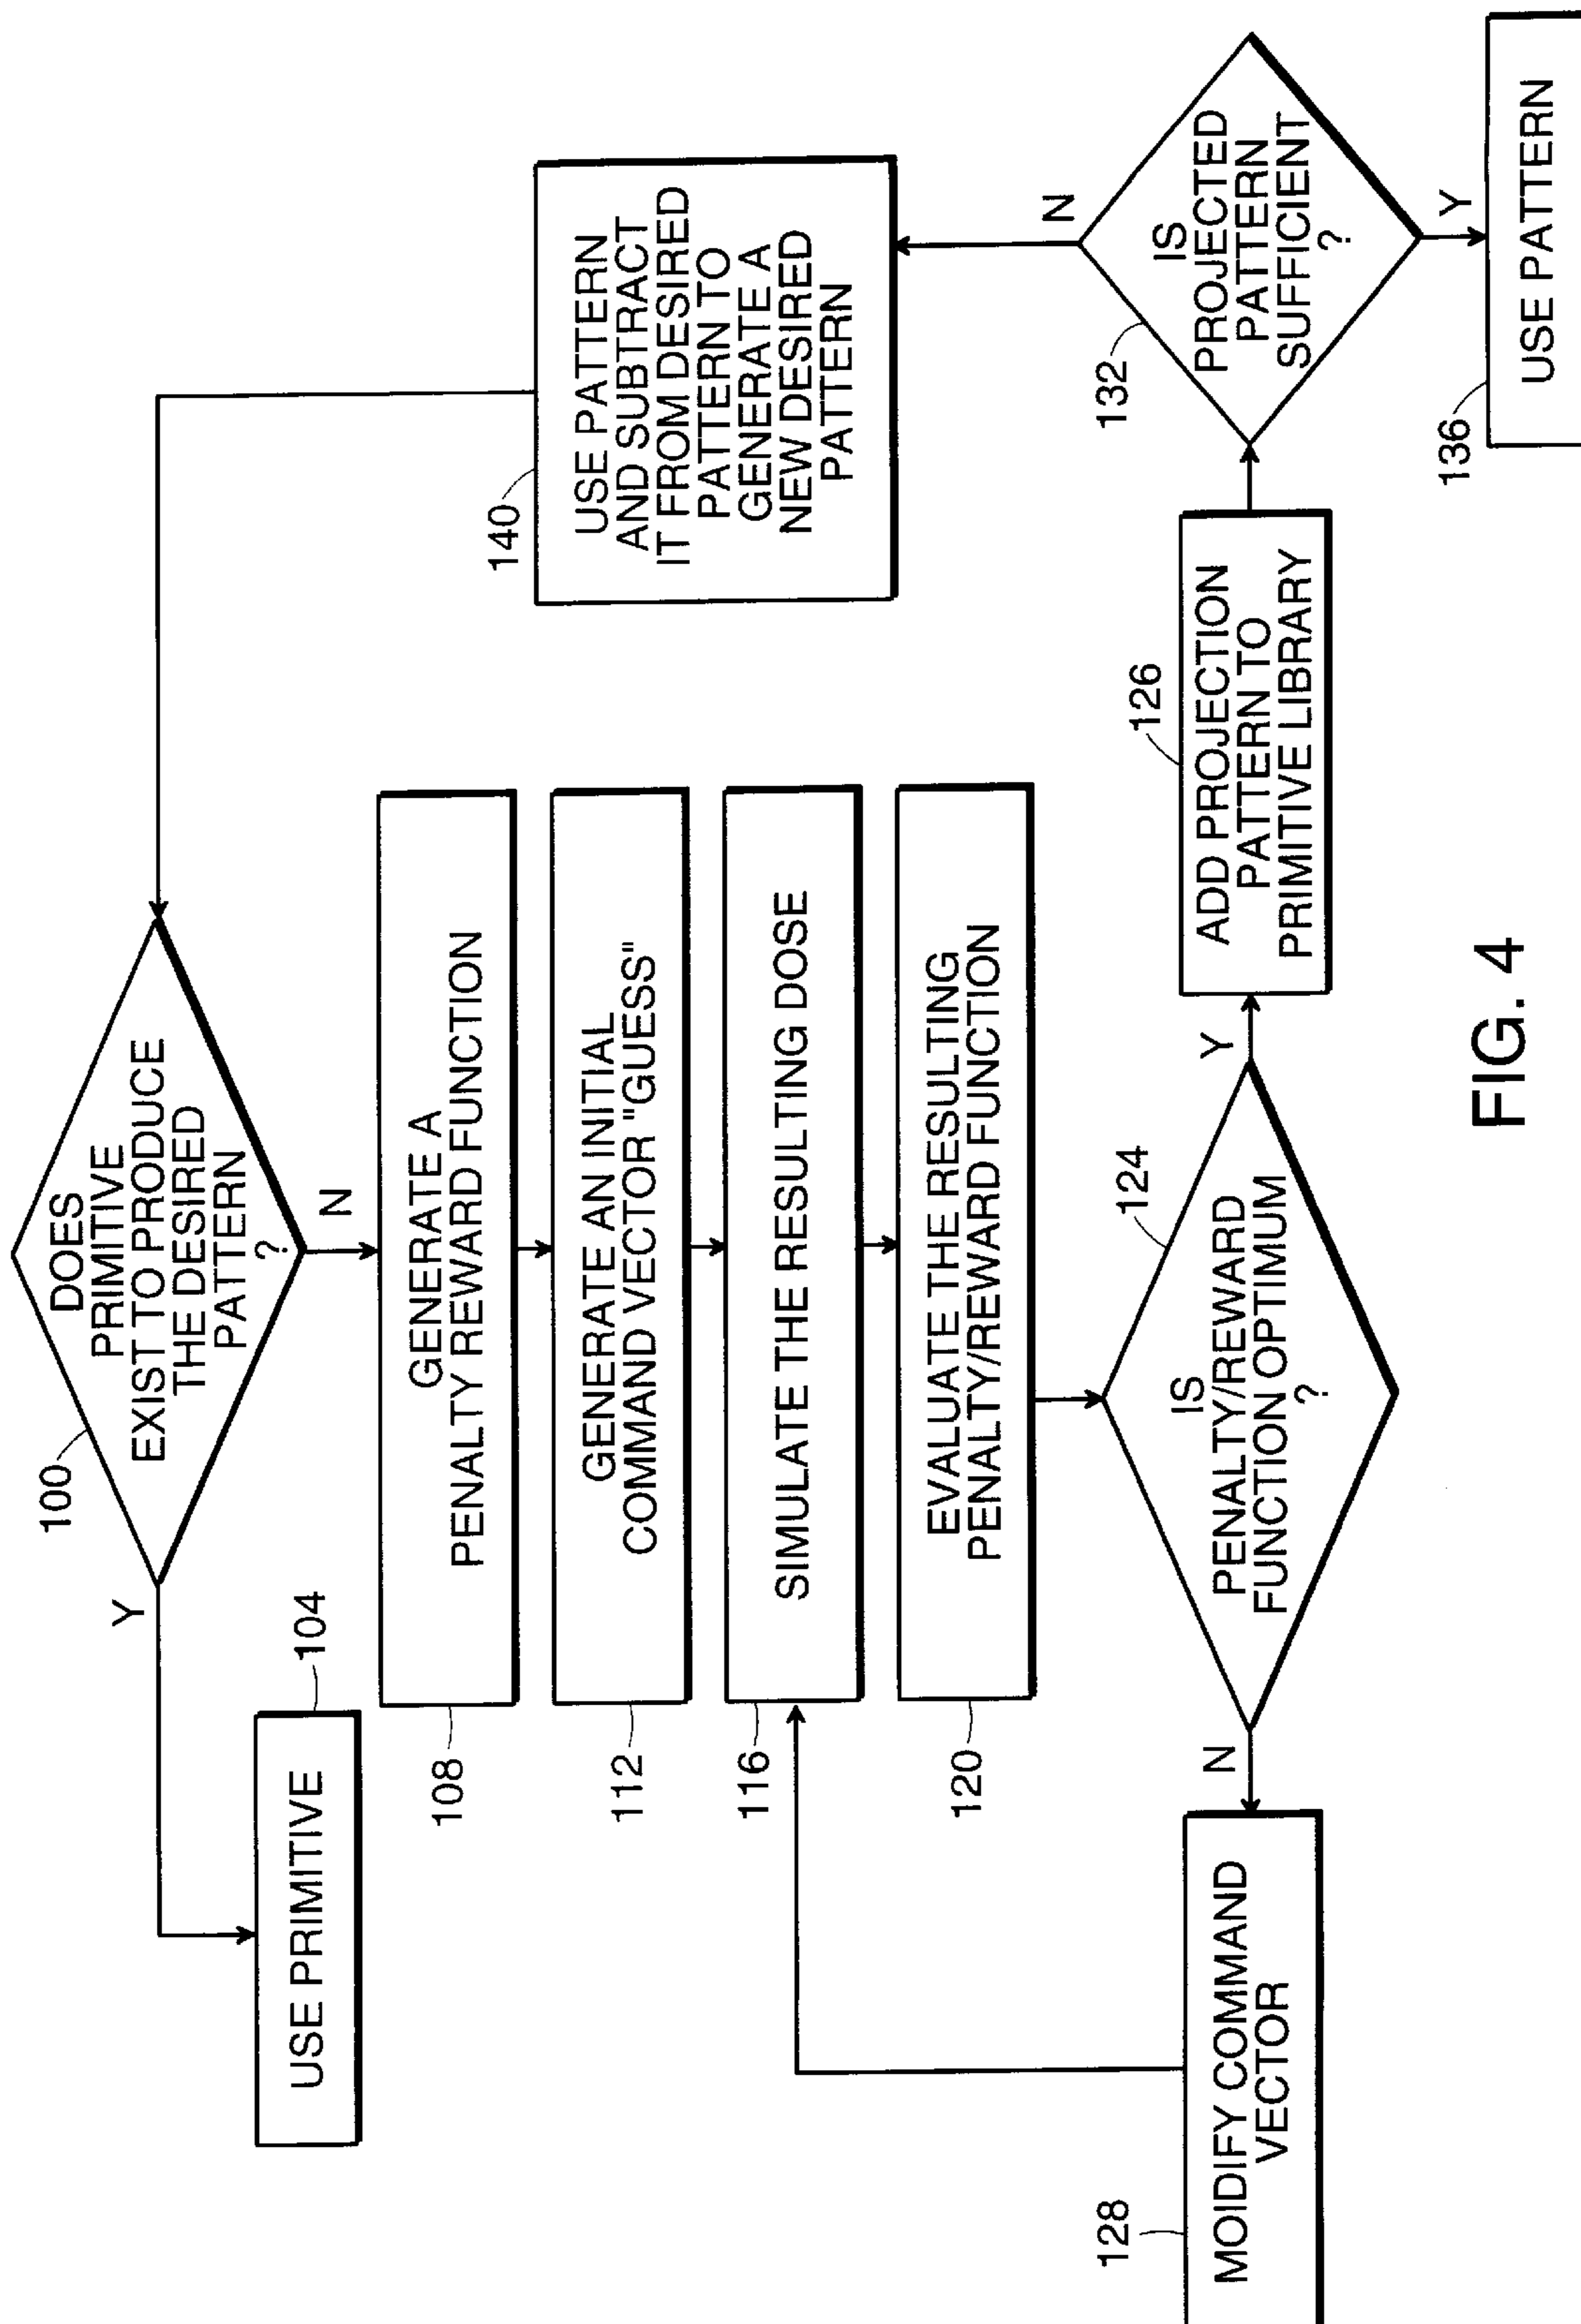 100
DOES
PRIMITIVE
EXIST TO PRODUCE
THE DESIRED
PATTERN
?
Y
N
104
USE PRIMITIVE
108
GENERATE A
PENALTY REWARD FUNCTION
112
GENERATE AN INITIAL
COMMAND VECTOR "GUESS"
116
SIMULATE THE RESULTING DOSE
120
EVALUATE THE RESULTING
PENALTY/REWARD FUNCTION
124
IS
PENALTY/REWARD
FUNCTION OPTIMUM
?
N
Y
128
MOIDIFY COMMAND
VECTOR
126
ADD PROJECTION
PATTERN TO
PRIMITIVE LIBRARY
132
IS
PROJECTED
PATTERN
SUFFICIENT
?
N
Y
140
USE PATTERN
AND SUBTRACT
IT FROM DESIRED
PATTERN TO
GENERATE A
NEW DESIRED
PATTERN
136
USE PATTERN
FIG. 4